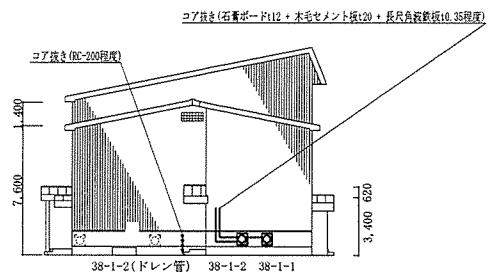 コア抜き(石膏ボードt12 + 木毛セメント板t20 + 長尺角波鉄板t0.35程度)
コア抜き(RC-200程度)
1,400
7,600
620
3,400
38-1-2(ドレン管) 38-1-2 38-1-1